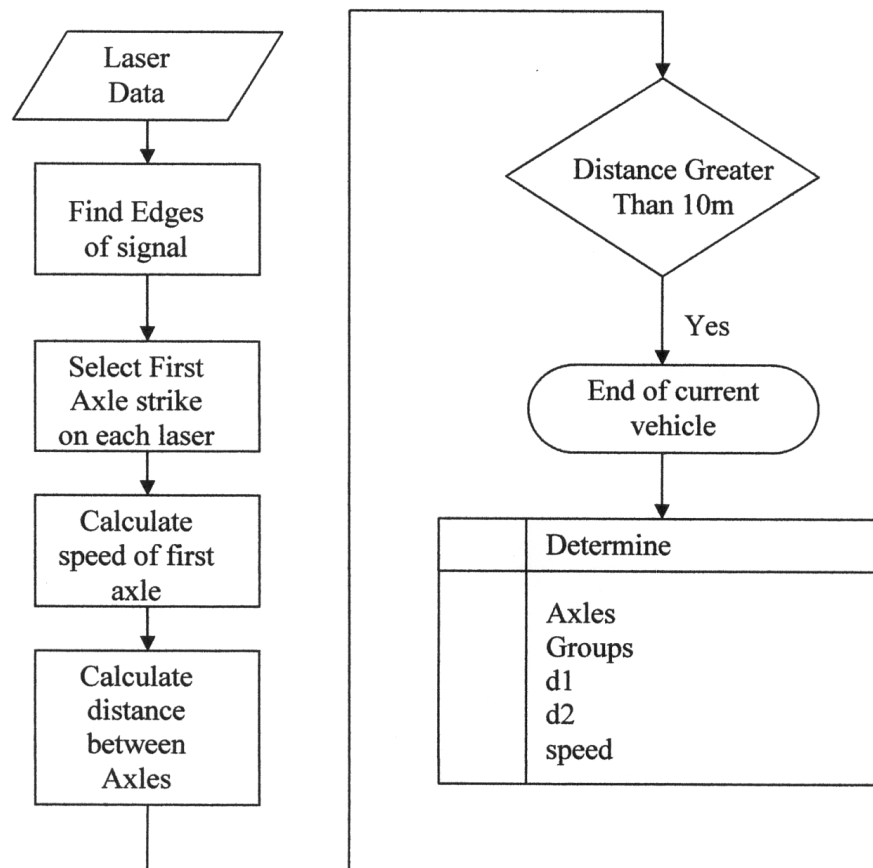 Laser
Data
Find Edges
of signal
Select First
Axle strike
on each laser
Calculate
speed of first
axle
Calculate
distance
between
Axles
Distance Greater
Than 10m
Yes
End of current
vehicle
Determine
Axles
Groups
d1
d2
speed